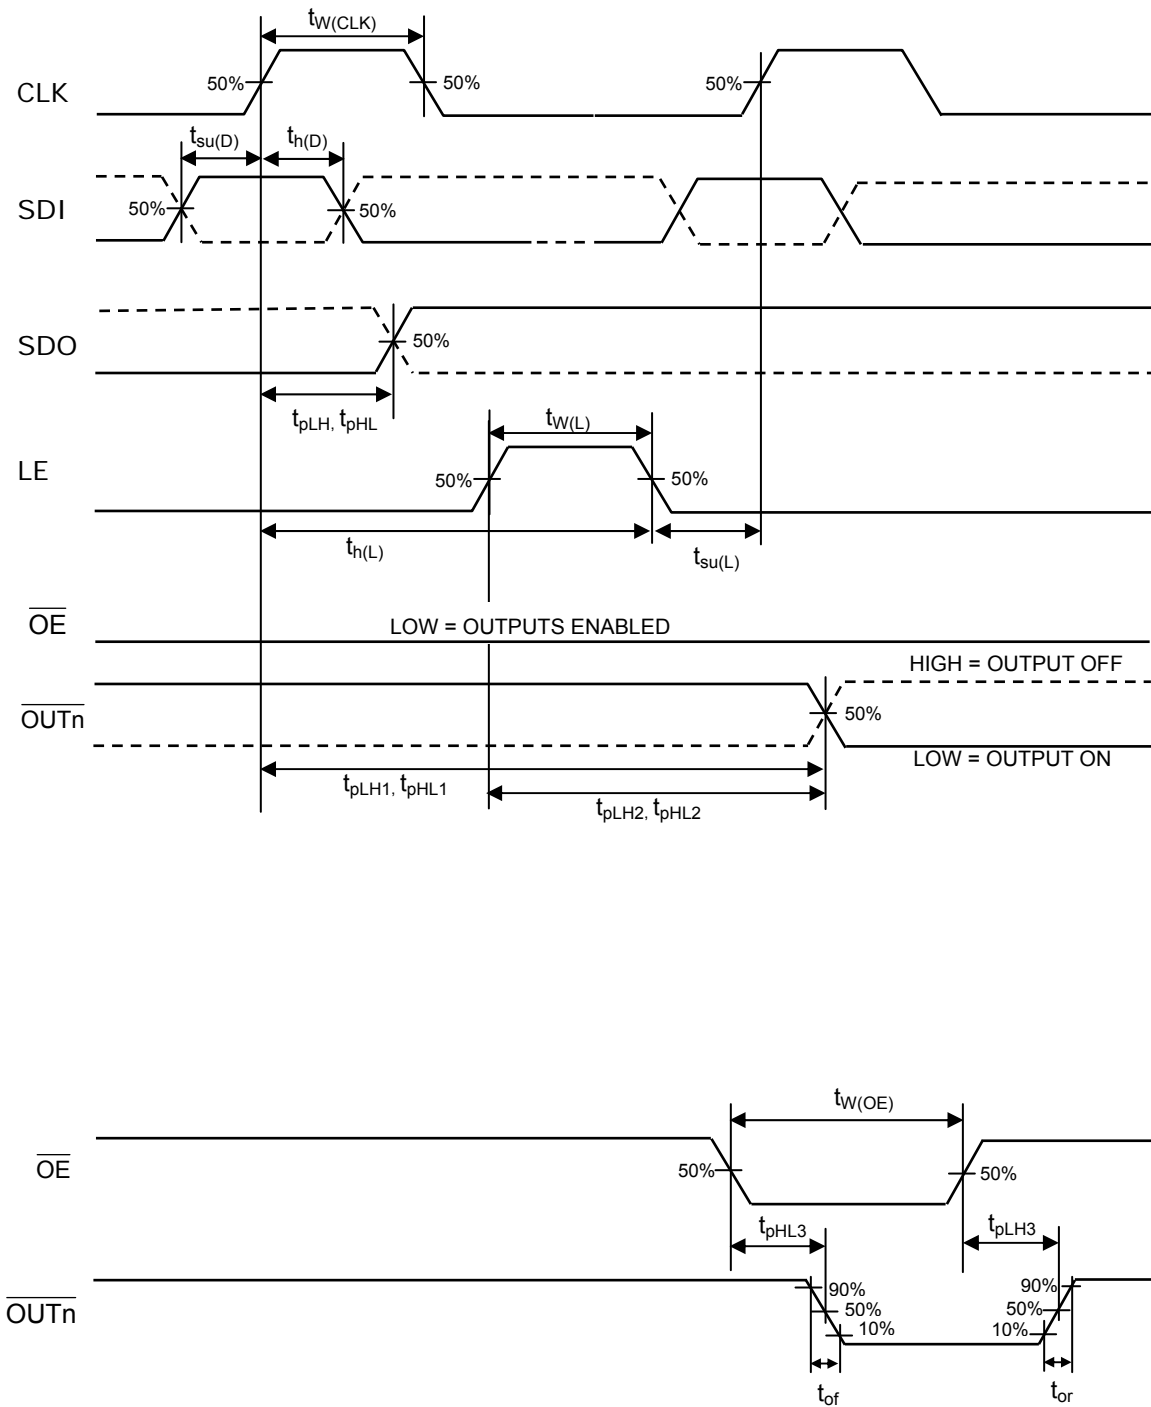 tW(CLK)
CLK
50%
50%
50%
tsu(D)
th(D)
SDI
50%
50%
SDO
50%
tpLH, tpHL
tW(L)
LE
50%
50%
th(L)
tsu(L)
OE
LOW = OUTPUTS ENABLED
HIGH = OUTPUT OFF
OUTn
50%
LOW = OUTPUT ON
tpLH1, tpHL1
tpLH2, tpHL2
tW(OE)
OE
50%
50%
tpHL3
tpLH3
OUTn
90%
50%
10%
90%
50%
10%
tof
tor